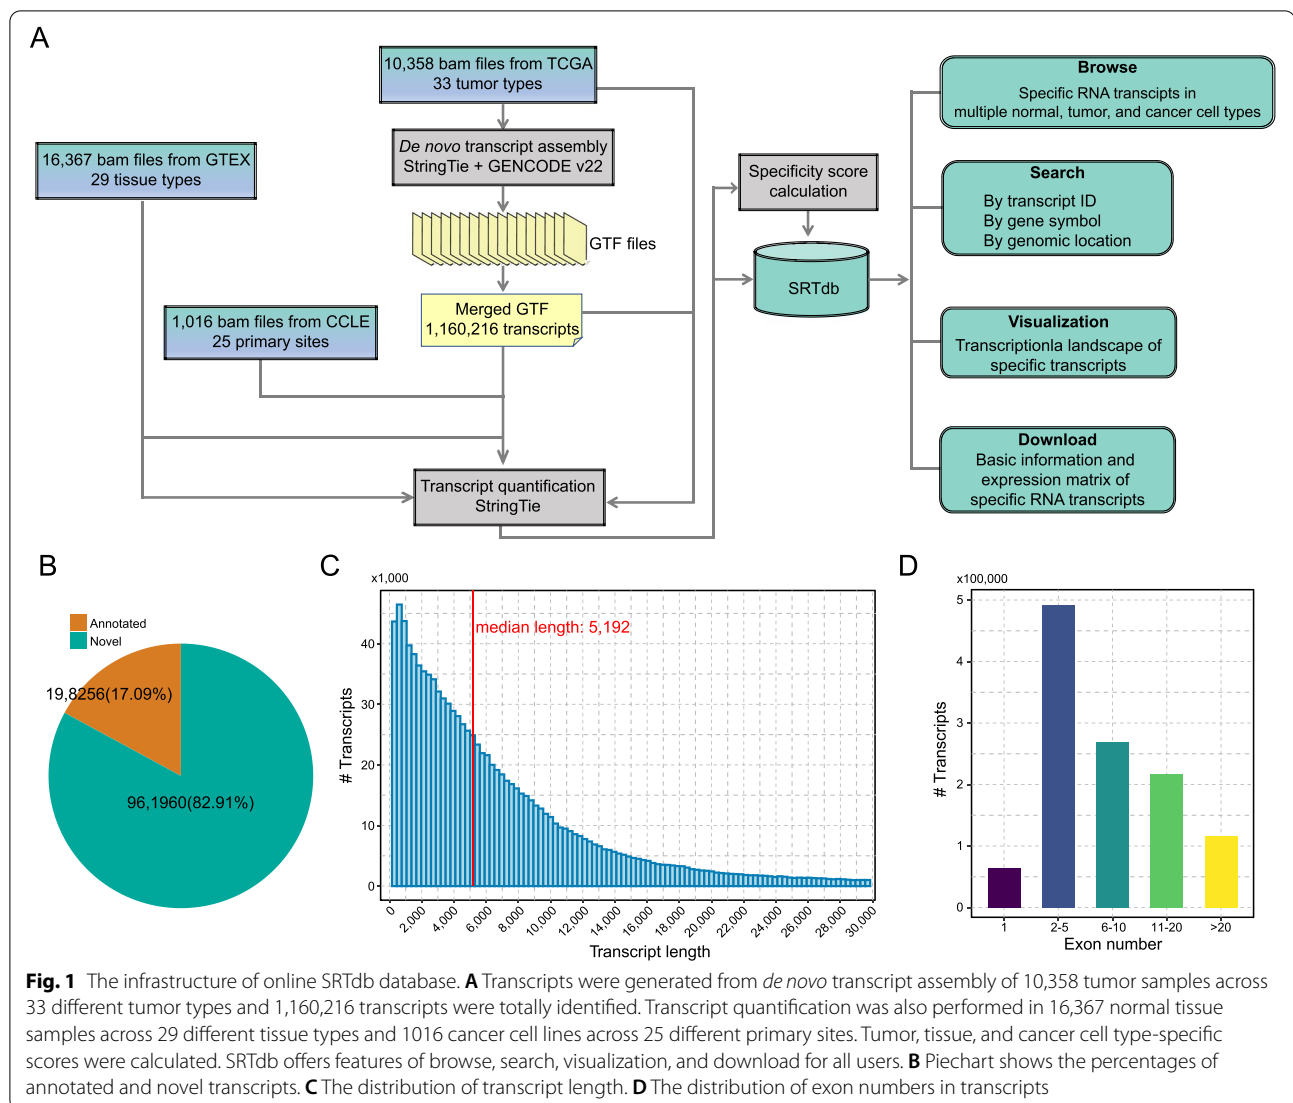 A
10,358 bam files from TCGA
33 tumor types
16,367 bam files from GTEX
29 tissue types
De novo transcript assembly
StringTie + GENCODE v22
GTF files
1,016 bam files from CCLE
25 primary sites
Merged GTF
1,160,216 transcripts
Transcript quantification
StringTie
Specificity score
calculation
SRTdb
Browse
Specific RNA transcripts in
multiple normal, tumor, and cancer cell types
Search
By transcript ID
By gene symbol
By genomic location
Visualization
Transcriptionla landscape of
specific transcripts
Download
Basic information and
expression matrix of
specific RNA transcripts
B
Annotated
Novel
19,8256(17.09%)
96,1960(82.91%)
C
x1,000
median length: 5,192
# Transcripts
40
30
20
10
0
0
2,000
4,000
6,000
8,000
10,000
12,000
14,000
16,000
18,000
20,000
22,000
24,000
26,000
28,000
30,000
Transcript length
D
x100,000
# Transcripts
5
4
3
2
1
0
1
2-5
6-10
11-20
>20
Exon number
Fig. 1 The infrastructure of online SRTdb database. A Transcripts were generated from de novo transcript assembly of 10,358 tumor samples across
33 different tumor types and 1,160,216 transcripts were totally identified. Transcript quantification was also performed in 16,367 normal tissue
samples across 29 different tissue types and 1016 cancer cell lines across 25 different primary sites. Tumor, tissue, and cancer cell type-specific
scores were calculated. SRTdb offers features of browse, search, visualization, and download for all users. B Piechart shows the percentages of
annotated and novel transcripts. C The distribution of transcript length. D The distribution of exon numbers in transcripts